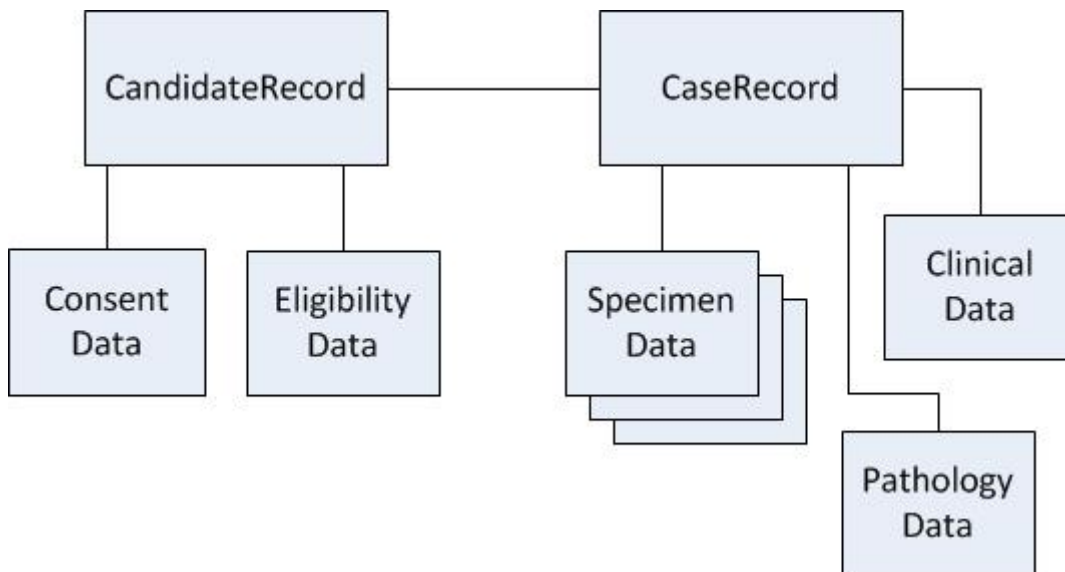 CandidateRecord
CaseRecord
Consent
Data
Eligibility
Data
Specimen
Data
Clinical
Data
Pathology
Data